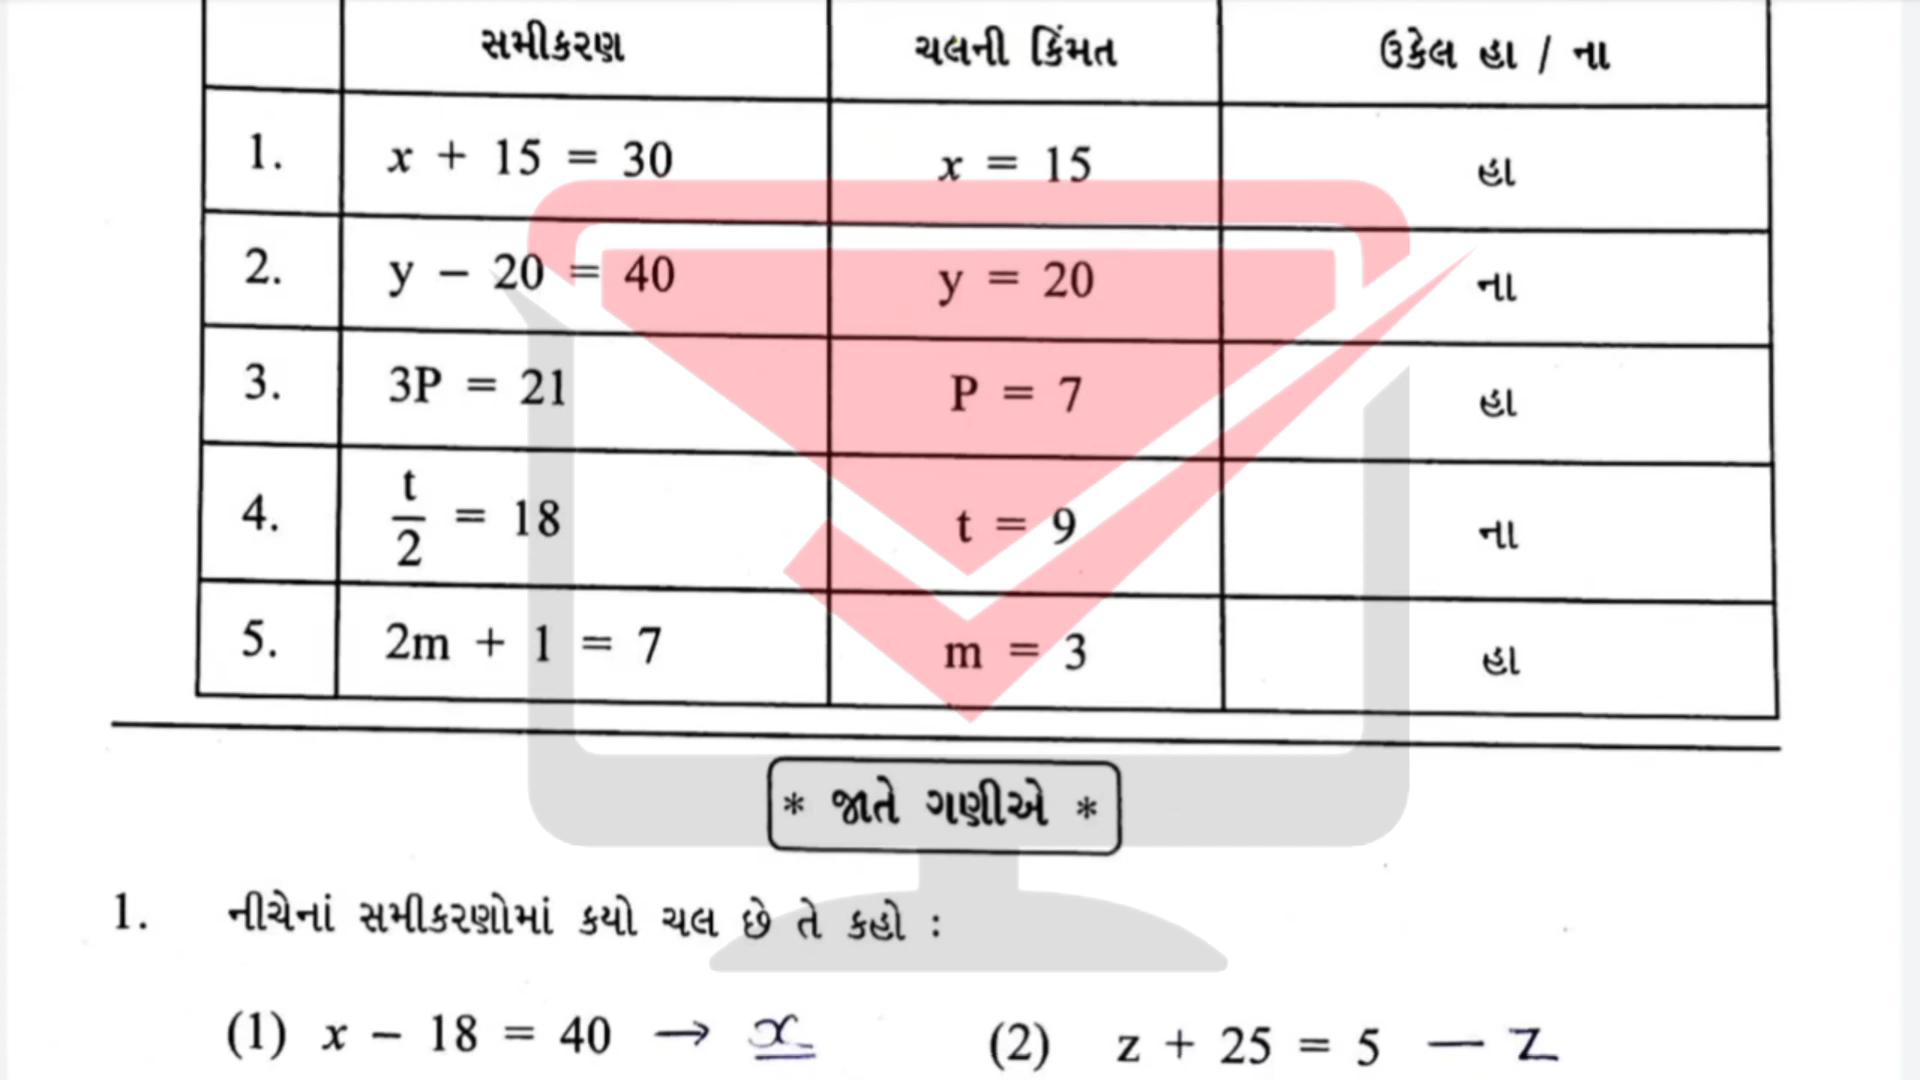 સમીકરણ ચલની કિંમત ઉકેલ હા / ના
1. x + 15 = 30 x = 15 હા
2. y − 20 = 40 y = 20 ના
3. 3P = 21 P = 7 હા
4. t/2 = 18 t = 9 ના
5. 2m + 1 = 7 m = 3 હા
* જાતે ગણીએ *
1. નીચેનાં સમીકરણોમાં કયો ચલ છે તે કહો :
(1) x − 18 = 40 → x (2) z + 25 = 5 — z